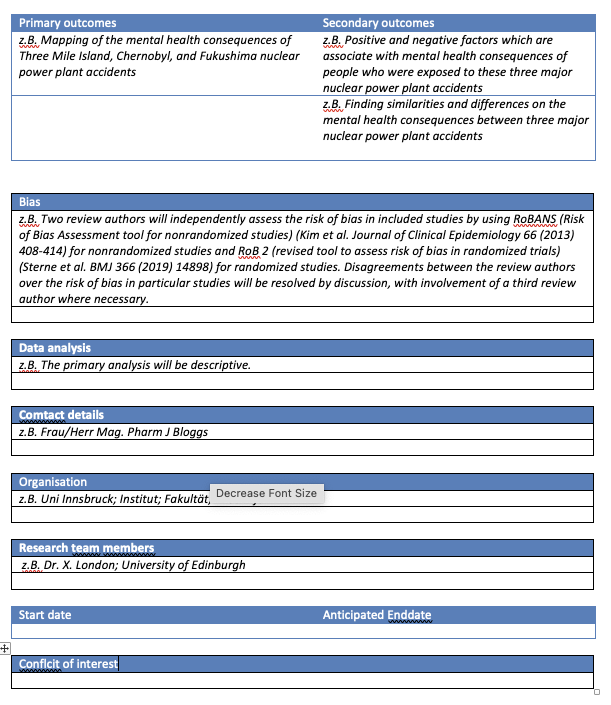 Primary outcomes
Secondary outcomes
z.B. Mapping of the mental health consequences of
Three Mile Island, Chernobyl, and Fukushima nuclear
power plant accidents
z.B. Positive and negative factors which are
associate with mental health consequences of
people who were exposed to these three major
nuclear power plant accidents
z.B. Finding similarities and differences on the
mental health consequences between three major
nuclear power plant accidents
Bias
z.B. Two review authors will independently assess the risk of bias in included studies by using RoBANS (Risk
of Bias Assessment tool for nonrandomized studies) (Kim et al. Journal of Clinical Epidemiology 66 (2013)
408-414) for nonrandomized studies and RoB 2 (revised tool to assess risk of bias in randomized trials)
(Sterne et al. BMJ 366 (2019) 14898) for randomized studies. Disagreements between the review authors
over the risk of bias in particular studies will be resolved by discussion, with involvement of a third review
author where necessary.
Data analysis
z.B. The primary analysis will be descriptive.
Comtact details
z.B. Frau/Herr Mag. Pharm J Bloggs
Organisation
z.B. Uni Innsbruck; Institut; Fakultät,
Decrease Font Size
Research team members
z.B. Dr. X. London; University of Edinburgh
Start date
Anticipated Enddate
Conflcit of interest